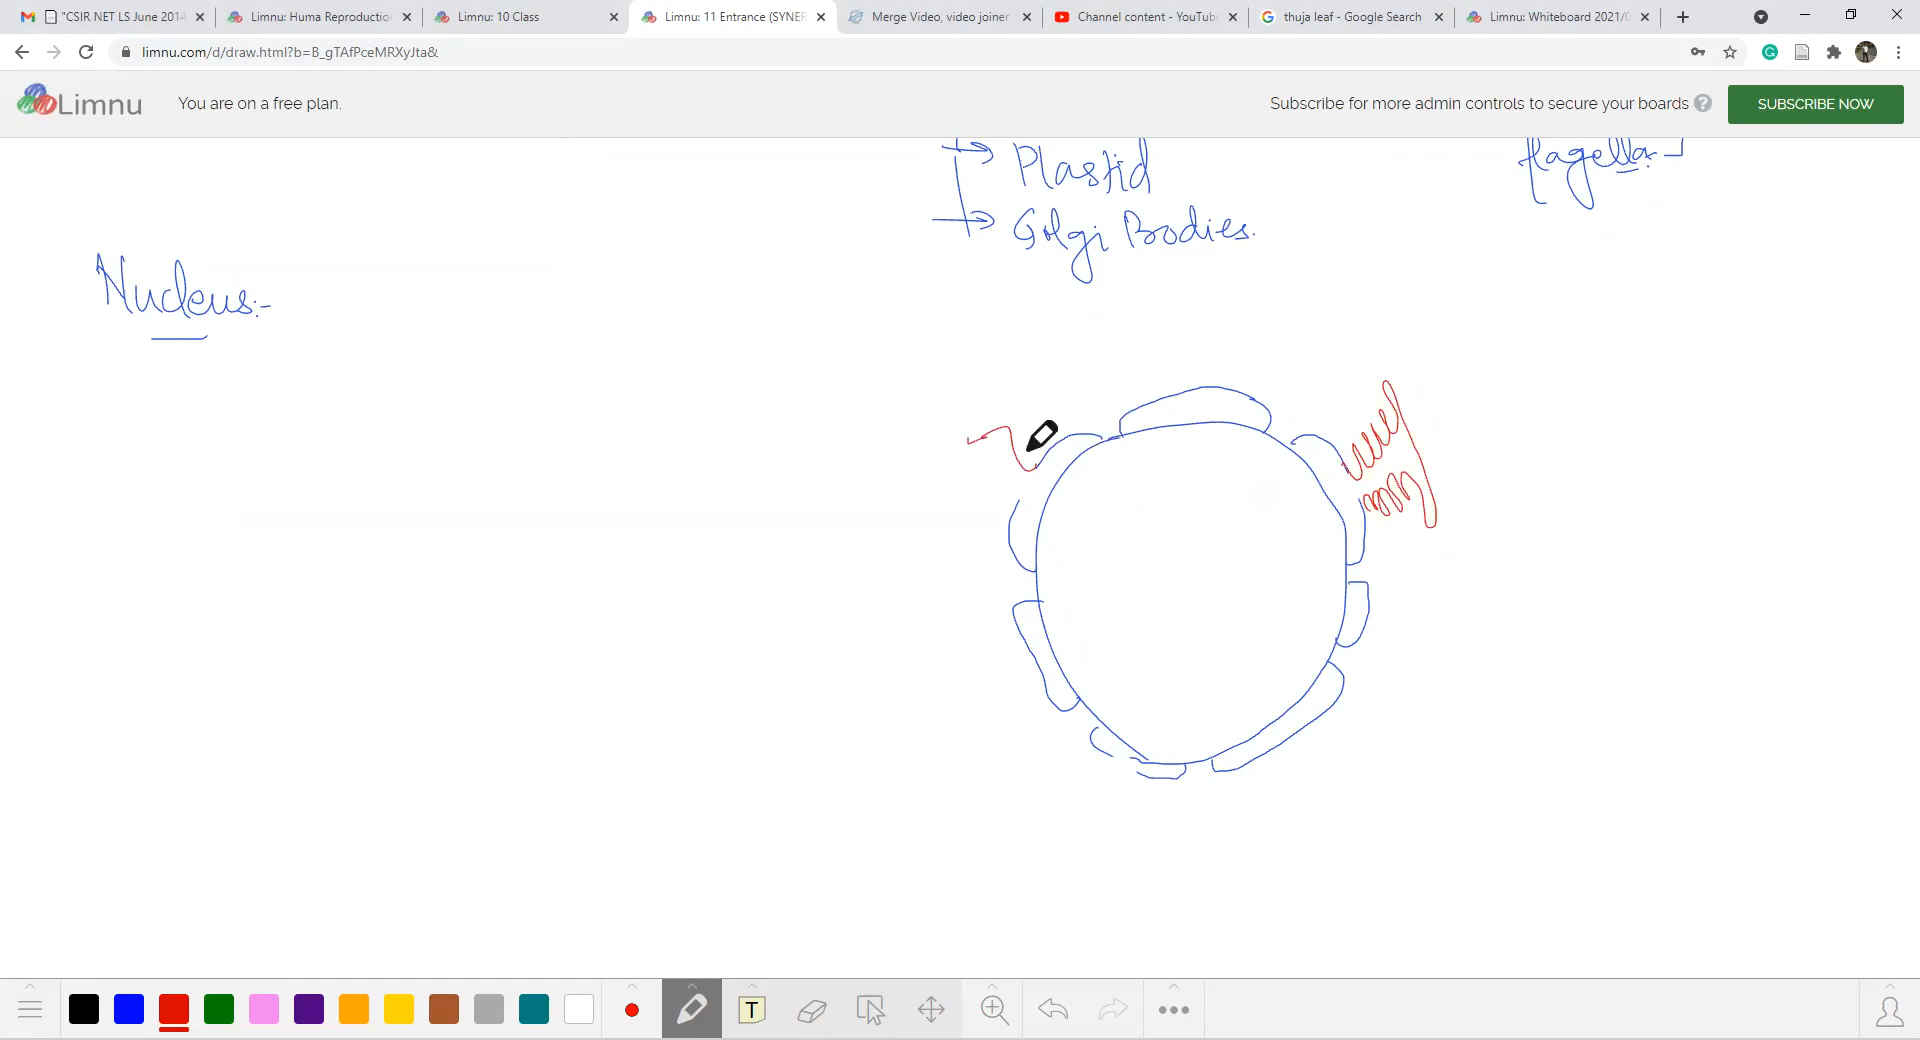 "CSIR NET LS June 2014
Limnu: Huma Reproductio
Limnu: 10 Class
Limnu: 11 Entrance (SYNER
Merge Video, video joiner
Channel content - YouTube
thuja leaf - Google Search
Limnu: Whiteboard 2021/0
limnu.com/d/draw.html?b=B_gTAfPceMRXyJta&
Limnu
You are on a free plan.
Subscribe for more admin controls to secure your boards ?
SUBSCRIBE NOW
Plastid
flagella
Golgi Bodies.
Nucleus:-
T